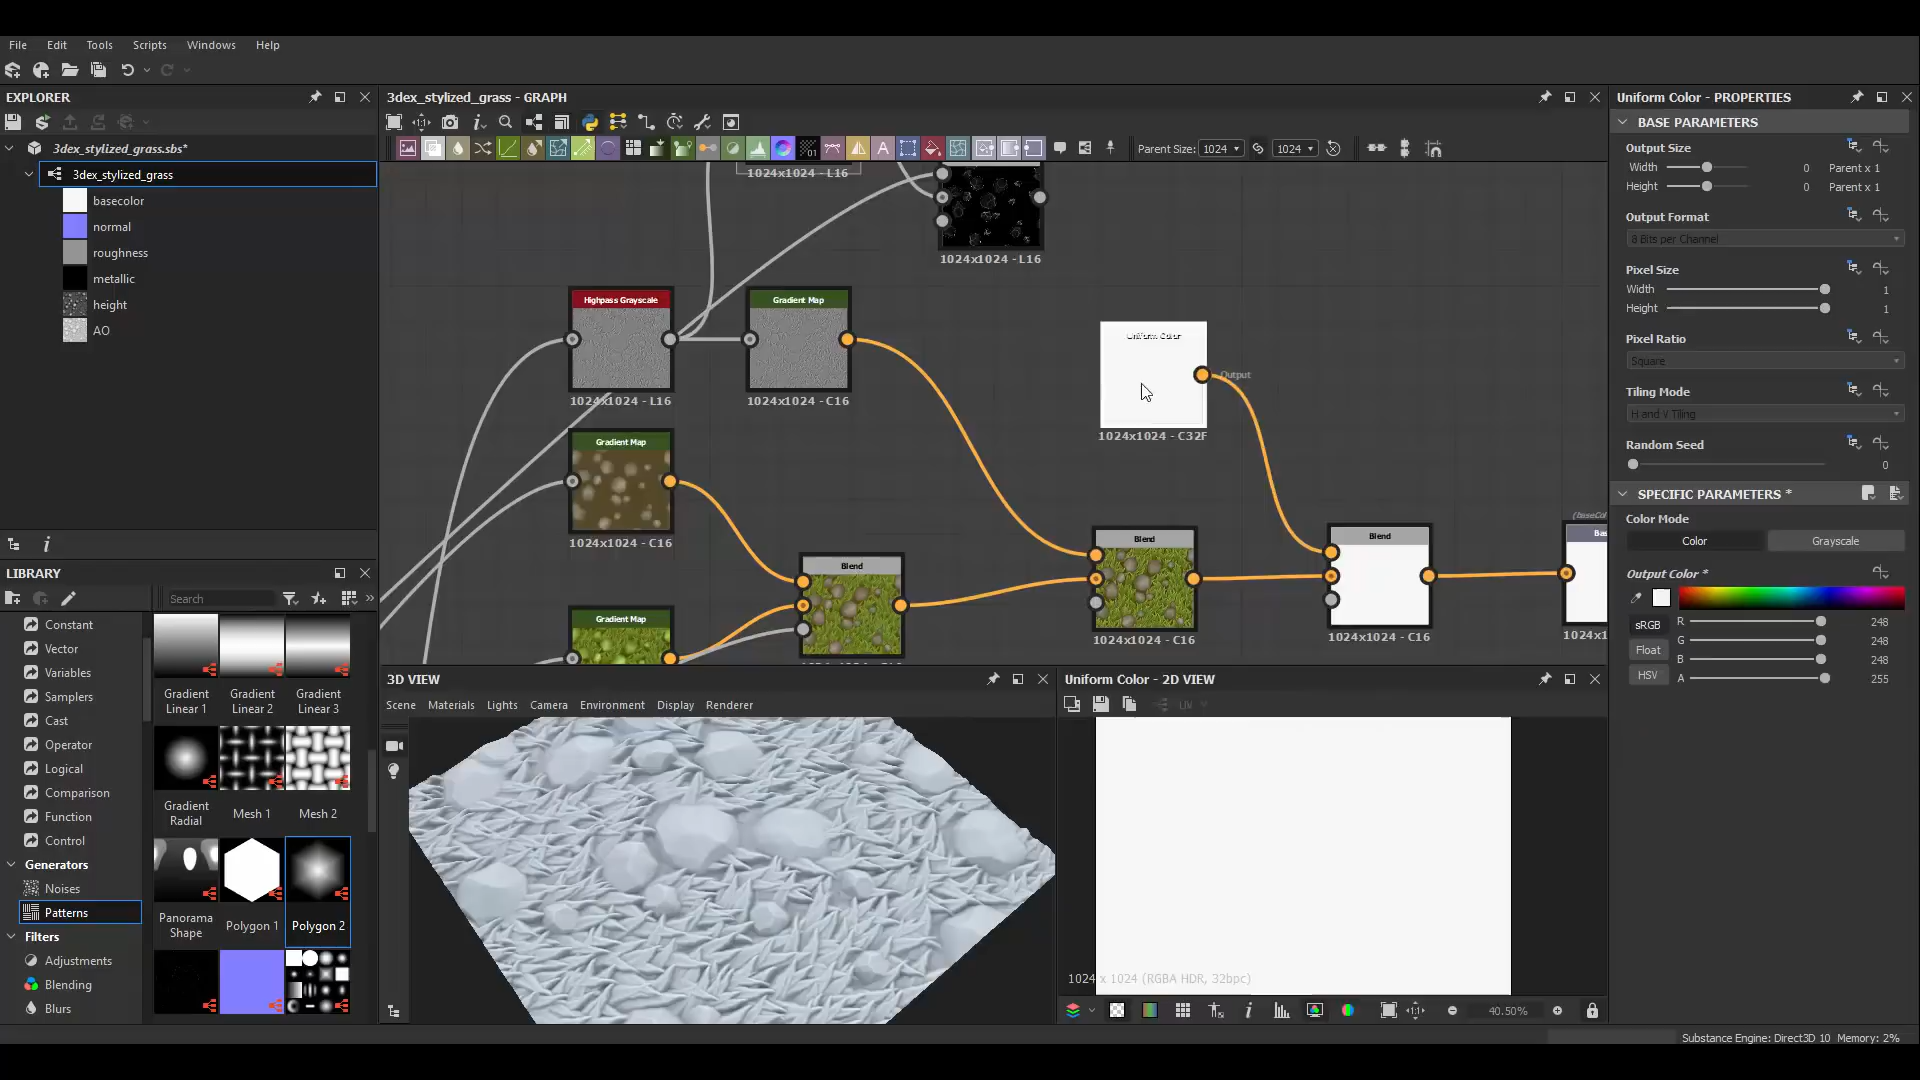 File Edit Tools Scripts Windows Help
EXPLORER
3dex_stylized_grass.sbs*
3dex_stylized_grass
basecolor
normal
roughness
metallic
height
AO
LIBRARY
Search
Constant
Vector
Variables
Samplers
Cast
Operator
Logical
Comparison
Function
Control
Generators
Noises
Patterns
Filters
Adjustments
Blending
Blurs
Gradient Linear 1
Gradient Linear 2
Gradient Linear 3
Gradient Radial
Mesh 1
Mesh 2
Panorama Shape
Polygon 1
Polygon 2
3dex_stylized_grass - GRAPH
Parent Size: 1024 1024
1024x1024 - L16
1024x1024 - L16
Highpass Grayscale
1024x1024 - L16
Gradient Map
1024x1024 - C16
Uniform Color
Output
1024x1024 - C32F
Gradient Map
1024x1024 - C16
Blend
Blend
1024x1024 - C16
Blend
1024x1024 - C16
Gradient Map
3D VIEW
Scene Materials Lights Camera Environment Display Renderer
Uniform Color - 2D VIEW
1024 x 1024 (RGBA HDR, 32bpc)
40.50%
Uniform Color - PROPERTIES
BASE PARAMETERS
Output Size
Width 0 Parent x 1
Height 0 Parent x 1
Output Format
8 Bits per Channel
Pixel Size
Width 1
Height 1
Pixel Ratio
Square
Tiling Mode
H and V Tiling
Random Seed
0
SPECIFIC PARAMETERS *
Color Mode
Color Grayscale
Output Color *
sRGB
Float
HSV
R 248
G 248
B 248
A 255
Substance Engine: Direct3D 10 Memory: 2%